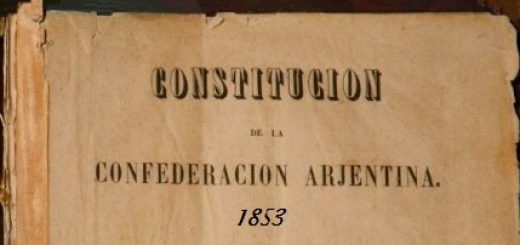 CONSTITUCION
DE LA
CONFEDERACION ARJENTINA.
1853